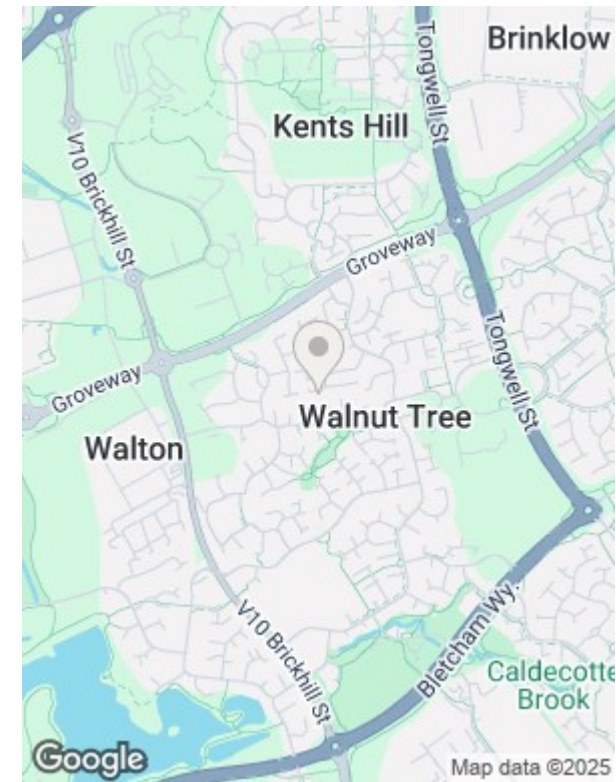 Brinklow
Tongwell St
Kents Hill
V10 Brickhill St
Groveway
Tongwell St
Groveway
Walnut Tree
Walton
V10 Brickhill St
Bletcham Wy.
Caldecotte
Brook
Google
Map data ©2025